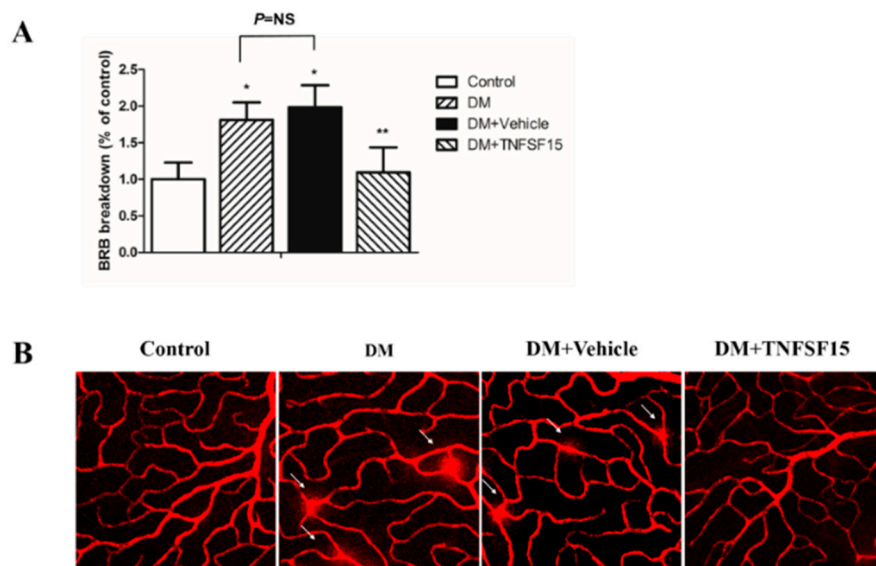 A
P=NS
BRB breakdown (% of control)
2.5
2.0
1.5
1.0
0.5
0.0
*
*
**
Control
DM
DM+Vehicle
DM+TNFSF15
B
Control
DM
DM+Vehicle
DM+TNFSF15